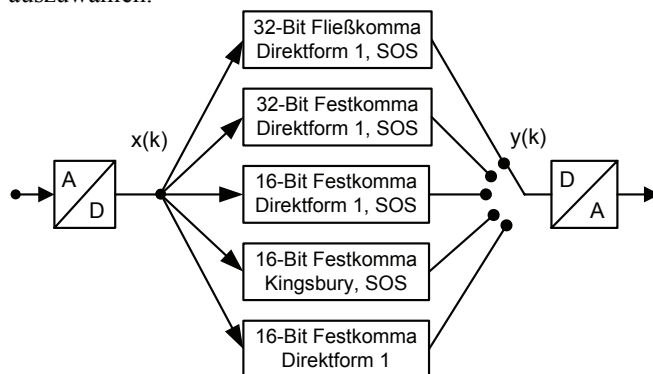 auszuwählen.
32-Bit Fließkomma
Direktform 1, SOS
32-Bit Festkomma
Direktform 1, SOS
x(k)
y(k)
A
D
16-Bit Festkomma
Direktform 1, SOS
D
A
16-Bit Festkomma
Kingsbury, SOS
16-Bit Festkomma
Direktform 1